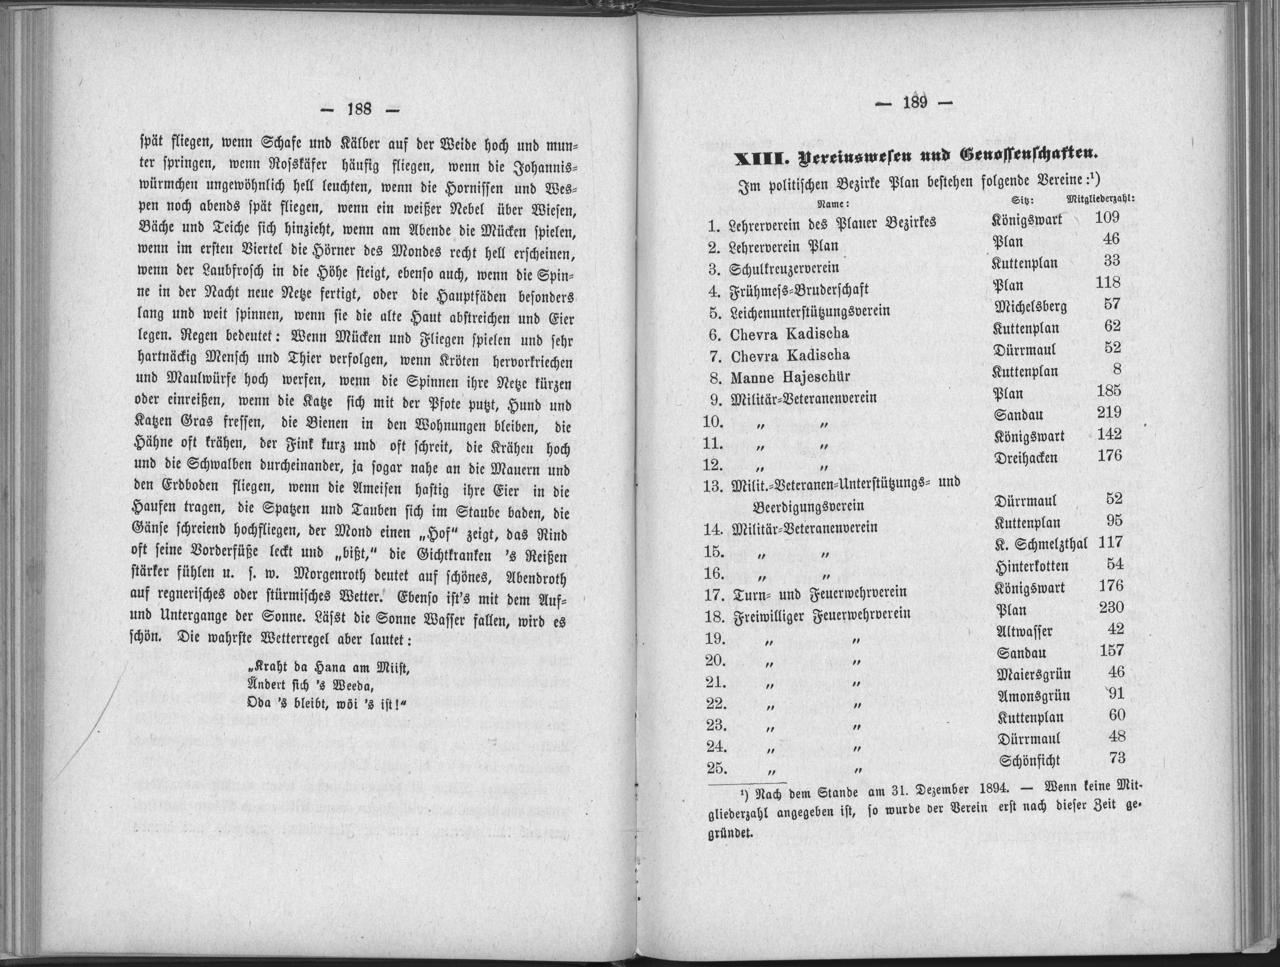 — 188 —
spät fliegen, wenn Schafe und Kälber auf der Weide hoch und mun-
ter springen, wenn Rosskäfer häufig fliegen, wenn die Johannis-
würmchen ungewöhnlich hell leuchten, wenn die Hornissen und Wes-
pen noch abends spät fliegen, wenn ein weißer Nebel über Wiesen,
Bäche und Teiche sich hinzieht, wenn am Abende die Mücken spielen,
wenn im ersten Viertel die Hörner des Mondes recht hell erscheinen,
wenn der Laubfrosch in die Höhe steigt, ebenso auch, wenn die Spin-
ne in der Nacht neue Netze fertigt, oder die Hauptfäden besonders
lang und weit spinnen, wenn sie die alte Haut abstreichen und Eier
legen. Regen bedeutet: Wenn Mücken und Fliegen spielen und sehr
hartnäckig Mensch und Thier verfolgen, wenn Kröten hervorkriechen
und Maulwürfe hoch werfen, wenn die Spinnen ihre Netze kürzen
oder einreißen, wenn die Katze sich mit der Pfote putzt, Hund und
Katzen Gras fressen, die Bienen in den Wohnungen bleiben, die
Hähne oft krähen, der Fink kurz und oft schreit, die Krähen hoch
und die Schwalben durcheinander, ja sogar nahe an die Mauern und
den Erdboden fliegen, wenn die Ameisen haftig ihre Eier in die
Haufen tragen, die Spatzen und Tauben sich im Staube baden, die
Gänse schreiend hochfliegen, der Mond einen „Hof“ zeigt, das Rind
oft seine Vorderfüße leckt und „bißt,“ die Gichtkranken 's Reißen
stärker fühlen u. s. w. Morgenroth deutet auf schönes, Abendroth
auf regnerisches oder stürmisches Wetter. Ebenso ist's mit dem Auf-
und Untergange der Sonne. Läfst die Sonne Wasser fallen, wird es
schön. Die wahrste Wetterregel aber lautet:
„Kraht da Hana am Miist,
Ändert sich 's Weeda,
Oda 's bleibt, wöi 's ist!“
— 189 —
XIII. Vereinswesen und Genossenschaften.
Im politischen Bezirke Plan bestehen folgende Vereine:¹)
Name: Sitz: Mitgliederzahl:
1. Lehrerverein des Planer Bezirkes Königswart 109
2. Lehrerverein Plan Plan 46
3. Schulkreuzerverein Kuttenplan 33
4. Frühmess-Bruderschaft Plan 118
5. Leichenunterstützungsverein Michelsberg 57
6. Chevra Kadischa Kuttenplan 62
7. Chevra Kadischa Dürrmaul 52
8. Manne Hajeschür Kuttenplan 8
9. Militär-Veteranenverein Plan 185
10. „ „ Sandau 219
11. „ „ Königswart 142
12. „ „ Dreihacken 176
13. Milit.-Veteranen-Unterstützungs- und
Beerdigungsverein Dürrmaul 52
14. Militär-Veteranenverein Kuttenplan 95
15. „ „ K. Schmelzthal 117
16. „ „ Hinterkotten 54
17. Turn- und Feuerwehrverein Königswart 176
18. Freiwilliger Feuerwehrverein Plan 230
19. „ „ Altwasser 42
20. „ „ Sandau 157
21. „ „ Maiersgrün 46
22. „ „ Amonsgrün 91
23. „ „ Kuttenplan 60
24. „ „ Dürrmaul 48
25. „ „ Schönficht 73
¹) Nach dem Stande am 31. Dezember 1894. — Wenn keine Mit-
gliederzahl angegeben ist, so wurde der Verein erst nach dieser Zeit ge-
gründet.